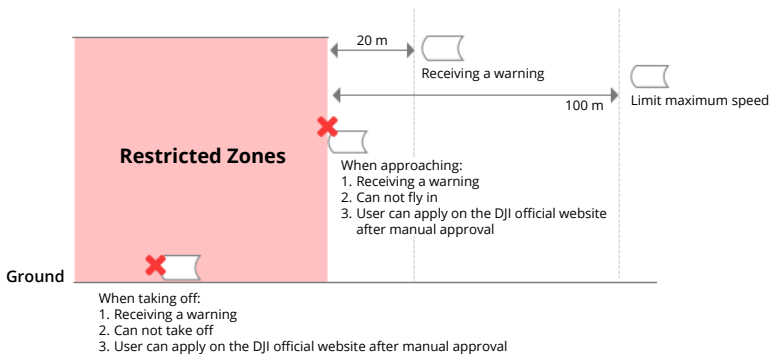 20 m
Receiving a warning
100 m
Limit maximum speed
Restricted Zones
When approaching:
1. Receiving a warning
2. Can not fly in
3. User can apply on the DJI official website
after manual approval
Ground
When taking off:
1. Receiving a warning
2. Can not take off
3. User can apply on the DJI official website after manual approval